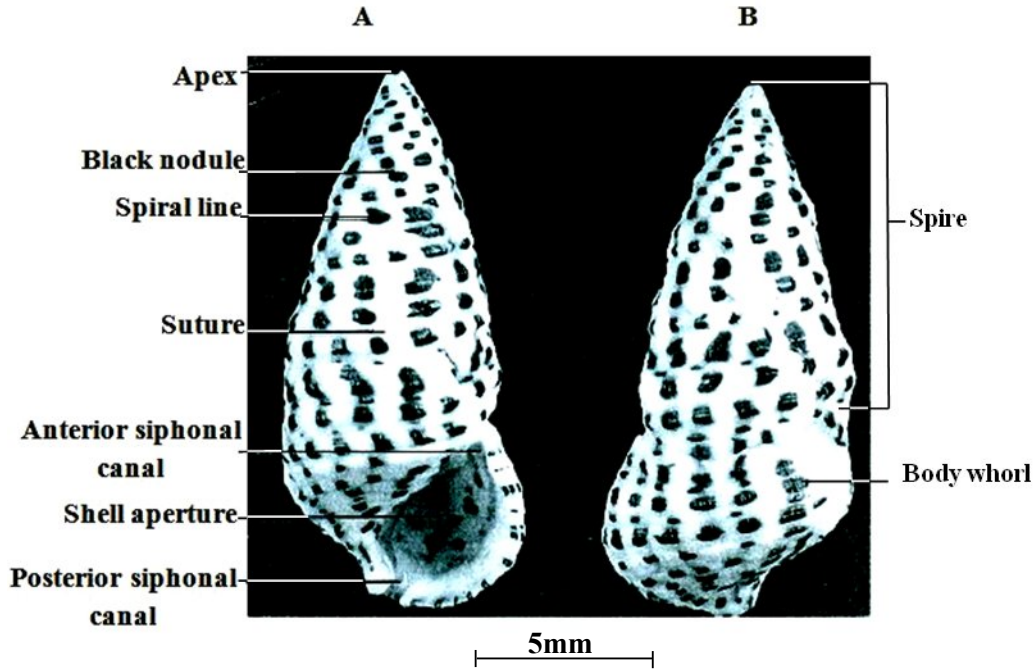 A
B
Apex
Black nodule
Spiral line
Suture
Anterior siphonal
canal
Shell aperture
Posterior siphonal
canal
Spire
Body whorl
5mm